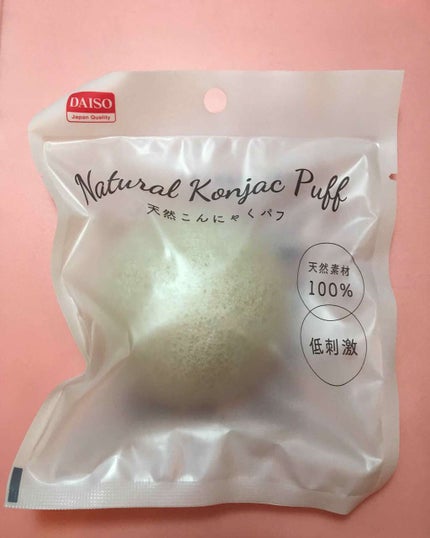 DAISO
Japan Quality
Natural Konjac Puff
天然こんにゃくパフ
天然素材
100%
低刺激